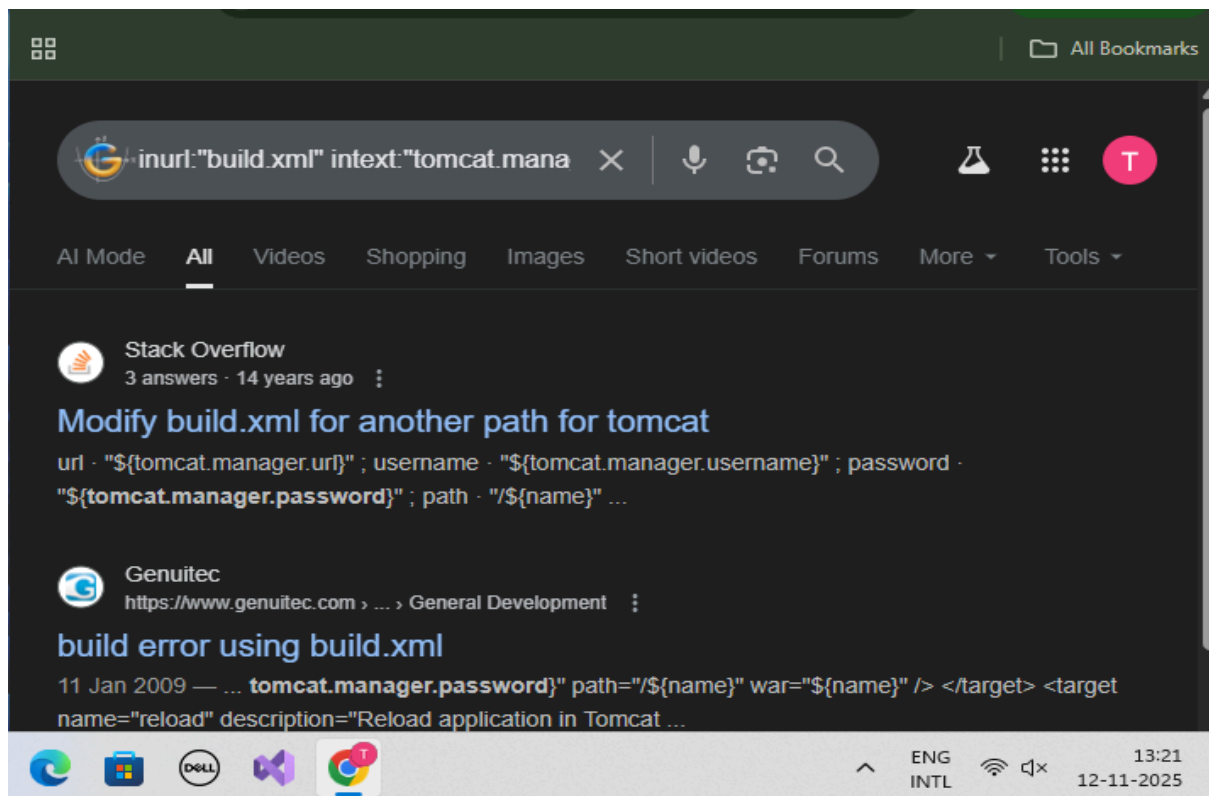 All Bookmarks
inurl:"build.xml" intext:"tomcat.mana
T
AI Mode All Videos Shopping Images Short videos Forums More Tools
Stack Overflow
3 answers · 14 years ago
Modify build.xml for another path for tomcat
url · "${tomcat.manager.url}" ; username · "${tomcat.manager.username}" ; password ·
"${tomcat.manager.password}" ; path · "/${name}" ...
Genuitec
https://www.genuitec.com › ... › General Development
build error using build.xml
11 Jan 2009 — ... tomcat.manager.password}" path="/${name}" war="${name}" /> </target> <target
name="reload" description="Reload application in Tomcat ...
DELL
T
ENG
INTL
13:21
12-11-2025